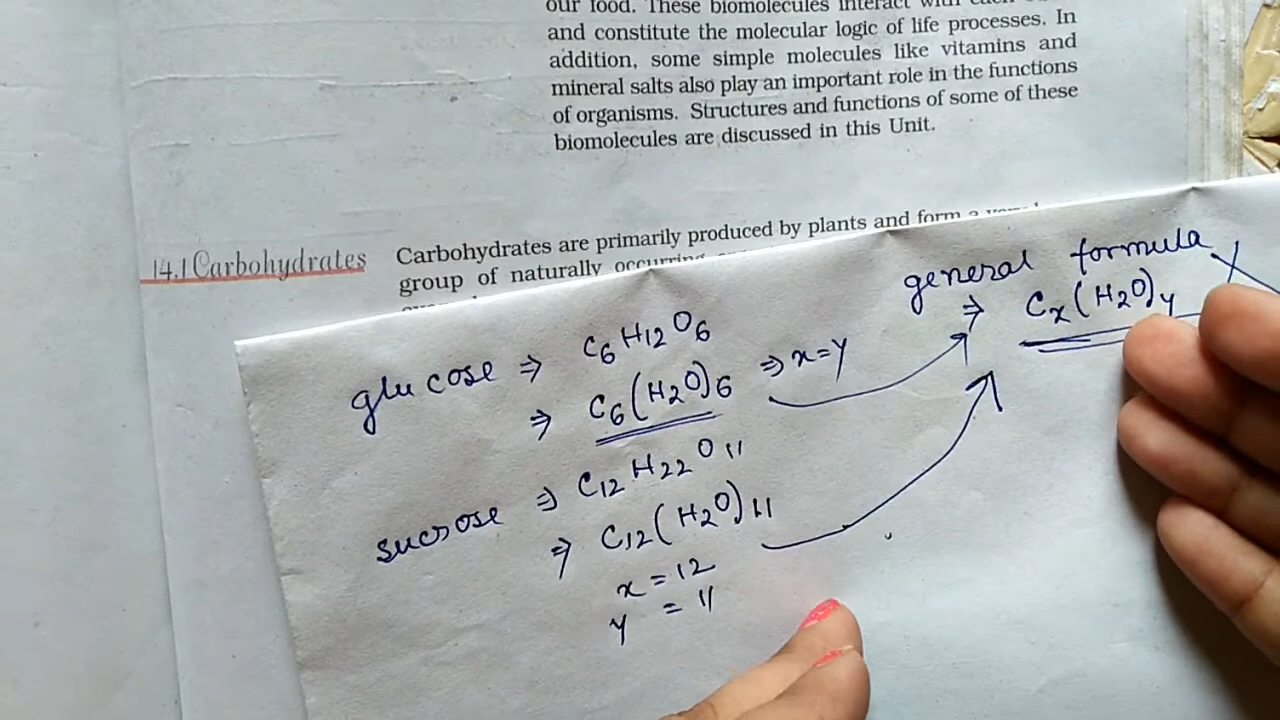 our food. These biomolecules interact with
and constitute the molecular logic of life processes. In
addition, some simple molecules like vitamins and
mineral salts also play an important role in the functions
of organisms. Structures and functions of some of these
biomolecules are discussed in this Unit.
14.1 Carbohydrates
Carbohydrates are primarily produced by plants and form a
group of naturally occurring
glucose ⇒ C6H12O6
⇒ C6(H2O)6 ⇒ x=y
sucrose ⇒ C12H22O11
⇒ C12(H2O)11
x = 12
y = 11
general formula
⇒ Cx(H2O)y